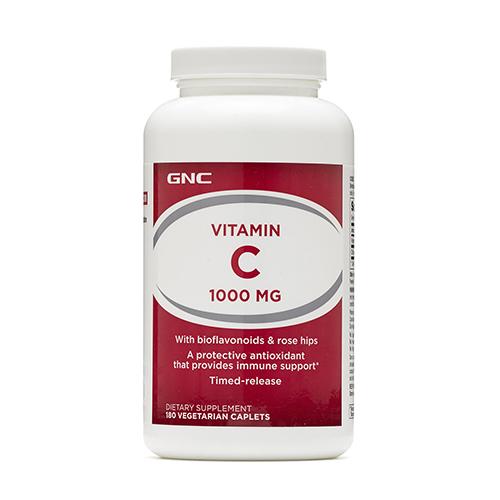 GNC
VITAMIN
C
1000 MG
With bioflavonoids & rose hips
A protective antioxidant
that provides immune support*
Timed-release
DIETARY SUPPLEMENT
180 VEGETARIAN CAPLETS